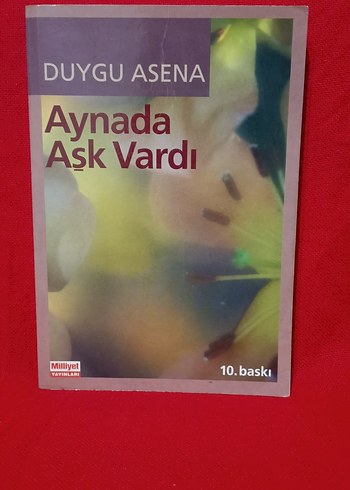 DUYGU ASENA
Aynada
Aşk Vardı
Milliyet
YAYINLARI
10. baskı